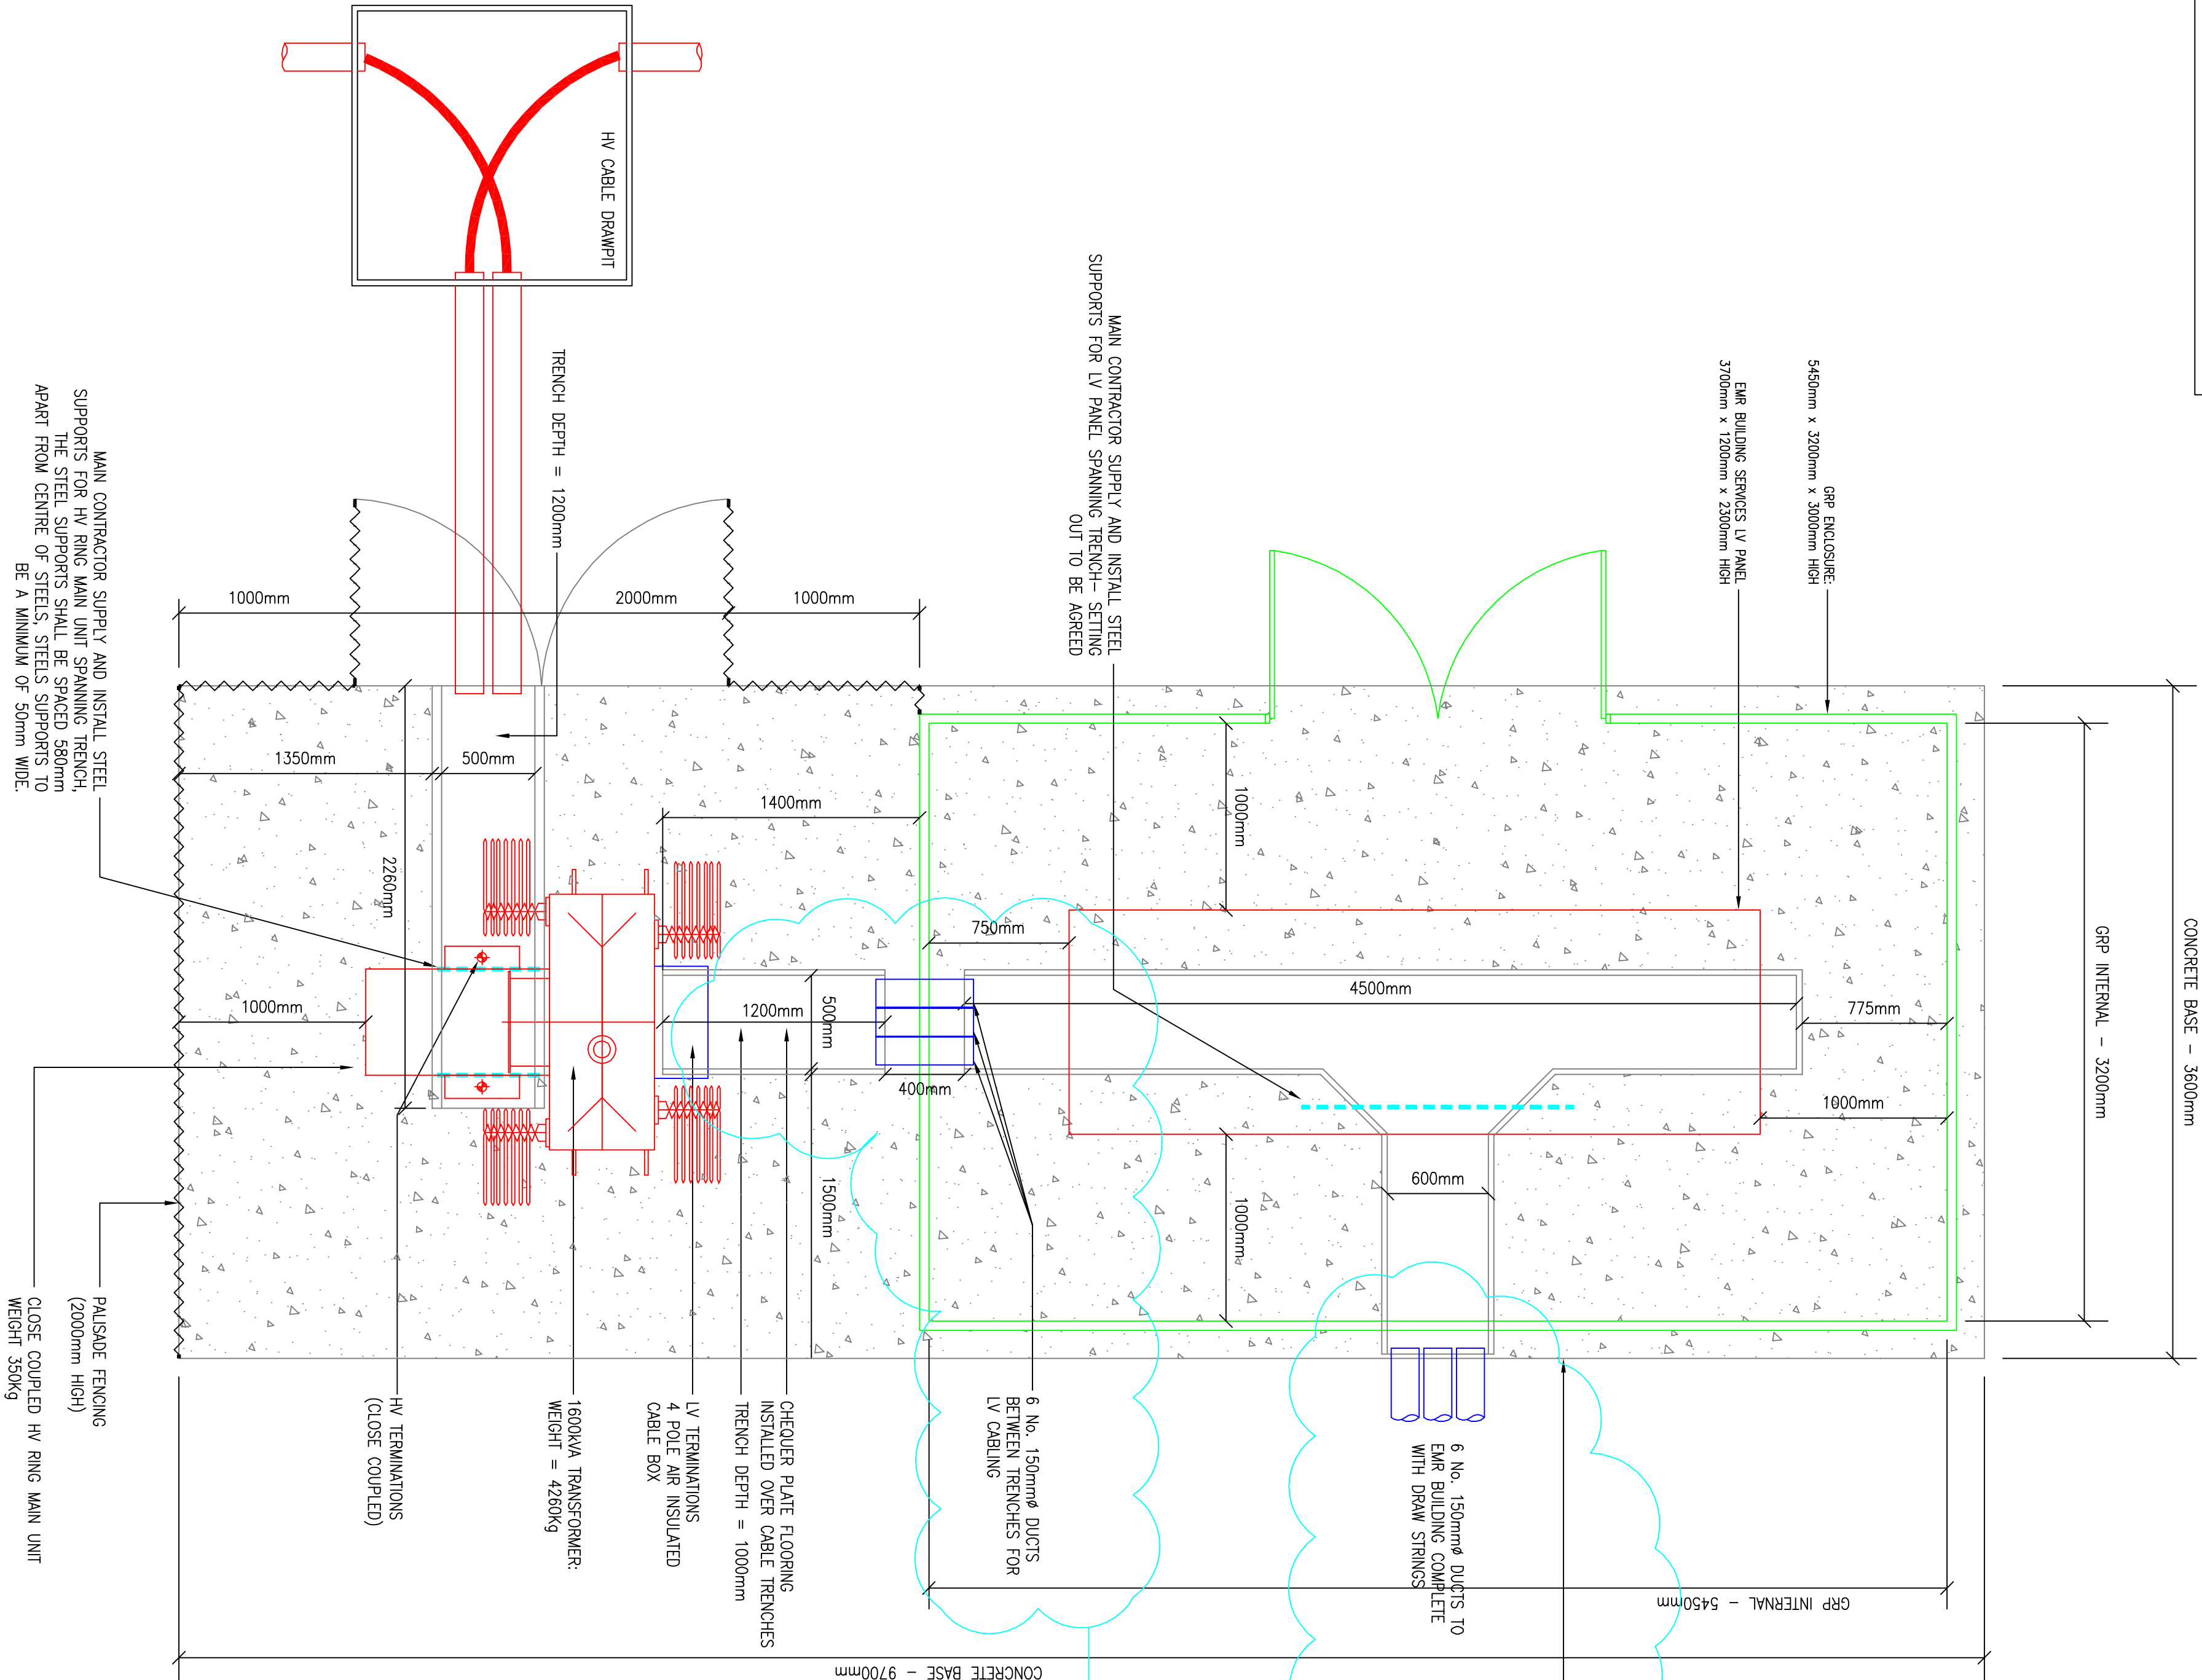 HV CABLE DRAWPIT
TRENCH DEPTH = 1200mm
MAIN CONTRACTOR SUPPLY AND INSTALL STEEL
SUPPORTS FOR HV RING MAIN UNIT SPANNING TRENCH,
THE STEEL SUPPORTS SHALL BE SPACED 580mm
APART FROM CENTRE OF STEELS, STEELS SUPPORTS TO
BE A MINIMUM OF 50mm WIDE.
MAIN CONTRACTOR SUPPLY AND INSTALL STEEL
SUPPORTS FOR LV PANEL SPANNING TRENCH- SETTING
OUT TO BE AGREED
EMR BUILDING SERVICES LV PANEL
3700mm x 1200mm x 2300mm HIGH
GRP ENCLOSURE:
5450mm x 3200mm x 3000mm HIGH
CONCRETE BASE - 3600mm
GRP INTERNAL - 3200mm
1000mm
2000mm
1000mm
1350mm
500mm
1400mm
1000mm
2260mm
750mm
1000mm
1200mm
500mm
4500mm
775mm
400mm
1000mm
600mm
1500mm
1000mm
6 No. 150mmø DUCTS TO
EMR BUILDING COMPLETE
WITH DRAW STRINGS
6 No. 150mmø DUCTS
BETWEEN TRENCHES FOR
LV CABLING
CHEQUER PLATE FLOORING
INSTALLED OVER CABLE TRENCHES
TRENCH DEPTH = 1000mm
LV TERMINATIONS
4 POLE AIR INSULATED
CABLE BOX
1600kVA TRANSFORMER:
WEIGHT = 4260Kg
HV TERMINATIONS
(CLOSE COUPLED)
PALISADE FENCING
(2000mm HIGH)
CLOSE COUPLED HV RING MAIN UNIT
WEIGHT 350Kg
GRP INTERNAL - 5450mm
CONCRETE BASE - 9700mm